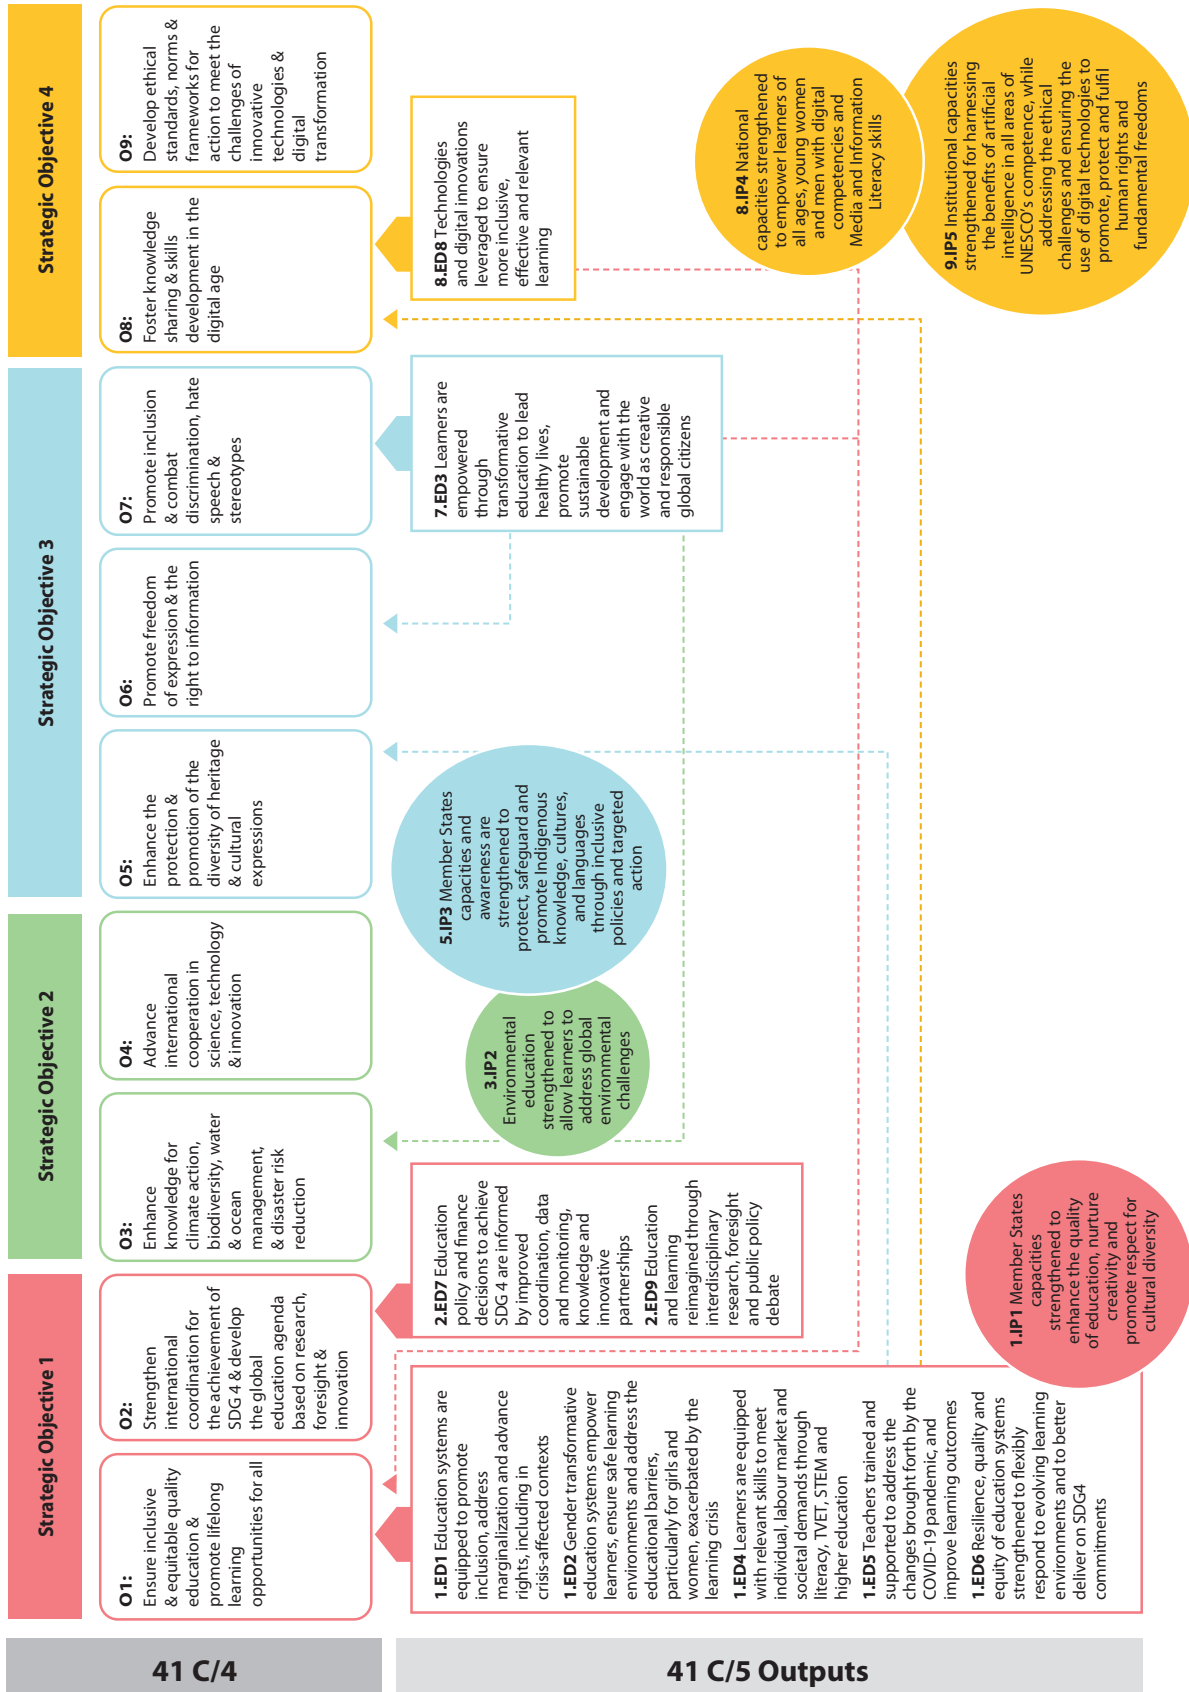 41 C/4
Strategic Objective 1
Strategic Objective 2
Strategic Objective 3
Strategic Objective 4
O1:
Ensure inclusive
& equitable quality
education &
promote lifelong
learning
opportunities for all
O2:
Strengthen
international
coordination for
the achievement of
SDG 4 & develop
the global
education agenda
based on research,
foresight &
innovation
O3:
Enhance
knowledge for
climate action,
biodiversity, water
& ocean
management,
& disaster risk
reduction
O4:
Advance
international
cooperation in
science, technology
& innovation
O5:
Enhance the
protection &
promotion of the
diversity of heritage
& cultural
expressions
O6:
Promote freedom
of expression & the
right to information
O7:
Promote inclusion
& combat
discrimination, hate
speech &
stereotypes
O8:
Foster knowledge
sharing & skills
development in the
digital age
O9:
Develop ethical
standards, norms &
frameworks for
action to meet the
challenges of
innovative
technologies &
digital
transformation
41 C/5 Outputs
1.ED1 Education systems are
equipped to promote
inclusion, address
marginalization and advance
rights, including in
crisis-affected contexts
1.ED2 Gender transformative
education systems empower
learners, ensure safe learning
environments and address the
educational barriers,
particularly for girls and
women, exacerbated by the
learning crisis
1.ED4 Learners are equipped
with relevant skills to meet
individual, labour market and
societal demands through
literacy, TVET, STEM and
higher education
1.ED5 Teachers trained and
supported to address the
changes brought forth by the
COVID-19 pandemic, and
improve learning outcomes
1.ED6 Resilience, quality and
equity of education systems
strengthened to flexibly
respond to evolving learning
environments and to better
deliver on SDG4
commitments
2.ED7 Education
policy and finance
decisions to achieve
SDG 4 are informed
by improved
coordination, data
and monitoring,
knowledge and
innovative
partnerships
2.ED9 Education
and learning
reimagined through
interdisciplinary
research, foresight
and public policy
debate
1.IP1 Member States
capacities
strengthened to
enhance the quality
of education, nurture
creativity and
promote respect for
cultural diversity
3.IP2
Environmental
education
strengthened to
allow learners to
address global
environmental
challenges
5.IP3 Member States
capacities and
awareness are
strengthened to
protect, safeguard and
promote Indigenous
knowledge, cultures,
and languages
through inclusive
policies and targeted
action
7.ED3 Learners are
empowered
through
transformative
education to lead
healthy lives,
promote
sustainable
development and
engage with the
world as creative
and responsible
global citizens
8.ED8 Technologies
and digital innovations
leveraged to ensure
more inclusive,
effective and relevant
learning
8.IP4 National
capacities strengthened
to empower learners of
all ages, young women
and men with digital
competencies and
Media and Information
Literacy skills
9.IP5 Institutional capacities
strengthened for harnessing
the benefits of artificial
intelligence in all areas of
UNESCO's competence, while
addressing the ethical
challenges and ensuring the
use of digital technologies to
promote, protect and fulfil
human rights and
fundamental freedoms